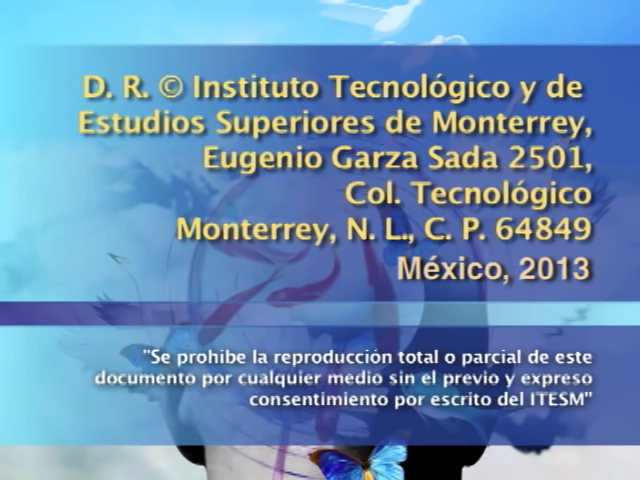 D. R. © Instituto Tecnológico y de
Estudios Superiores de Monterrey,
Eugenio Garza Sada 2501,
Col. Tecnológico
Monterrey, N. L., C. P. 64849
México, 2013
"Se prohibe la reproducción total o parcial de este
documento por cualquier medio sin el previo y expreso
consentimiento por escrito del ITESM"